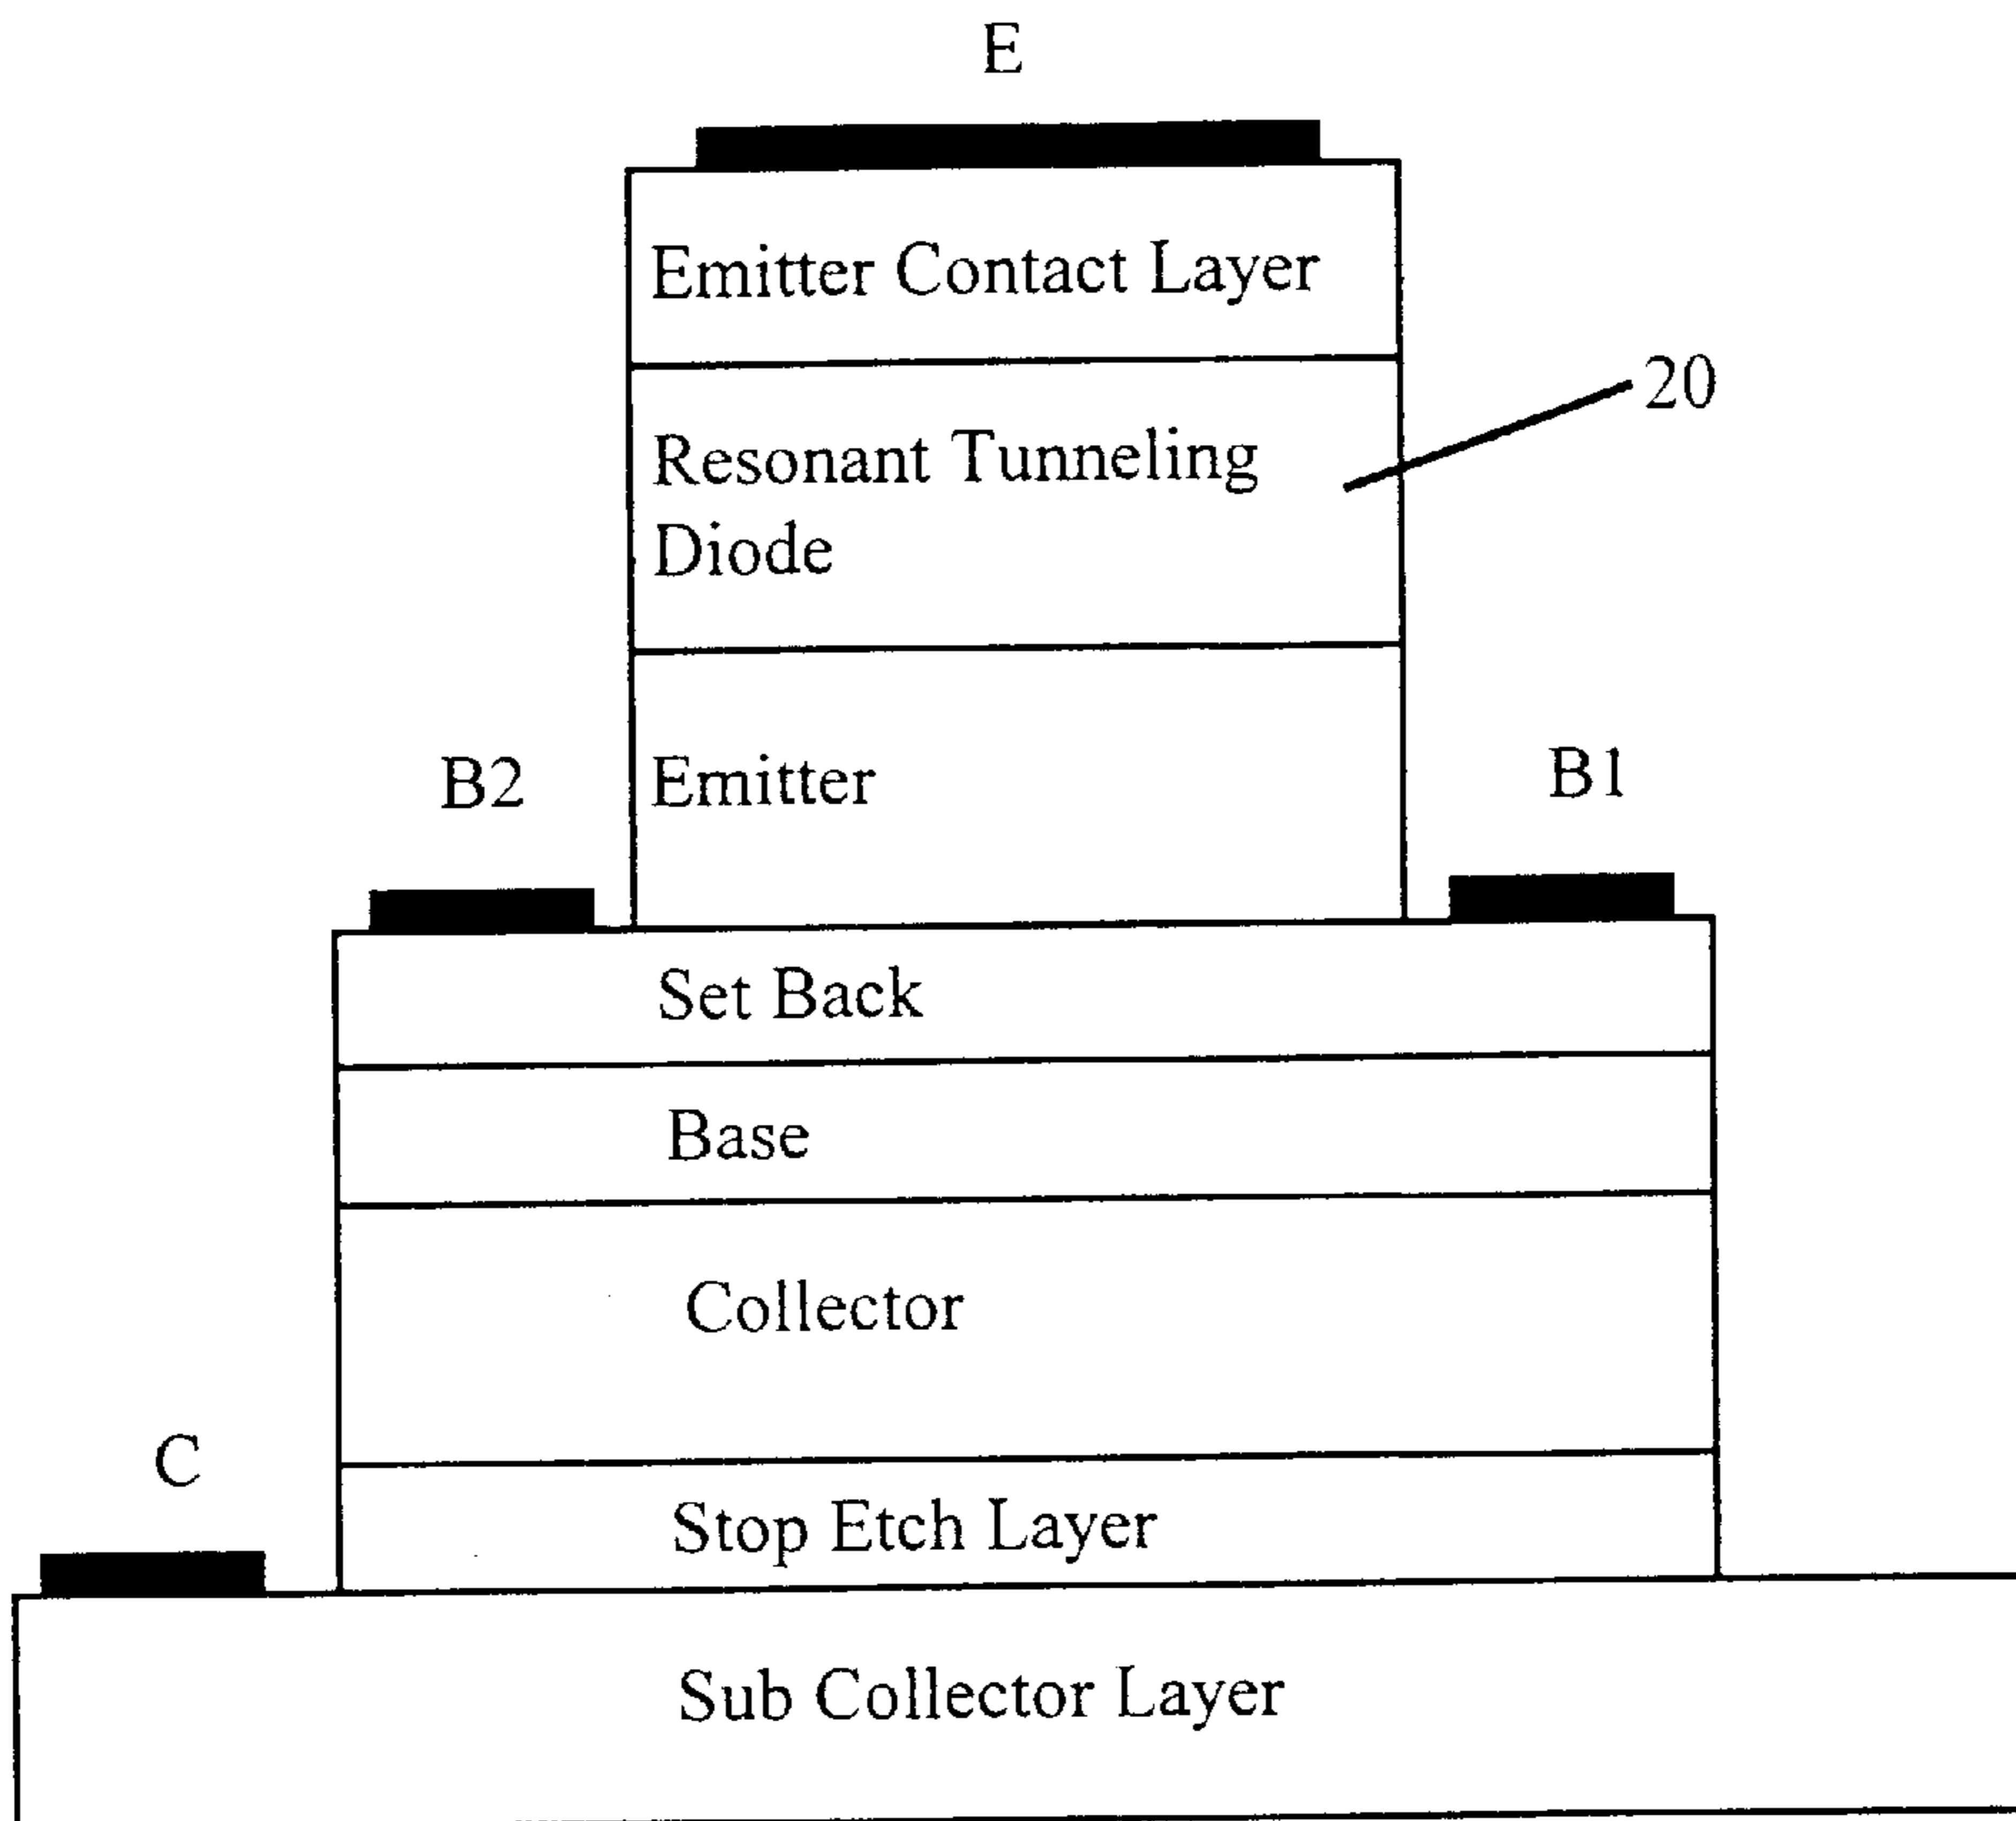 E
Emitter Contact Layer
20
Resonant Tunneling
Diode
B2
Emitter
B1
Set Back
Base
Collector
C
Stop Etch Layer
Sub Collector Layer